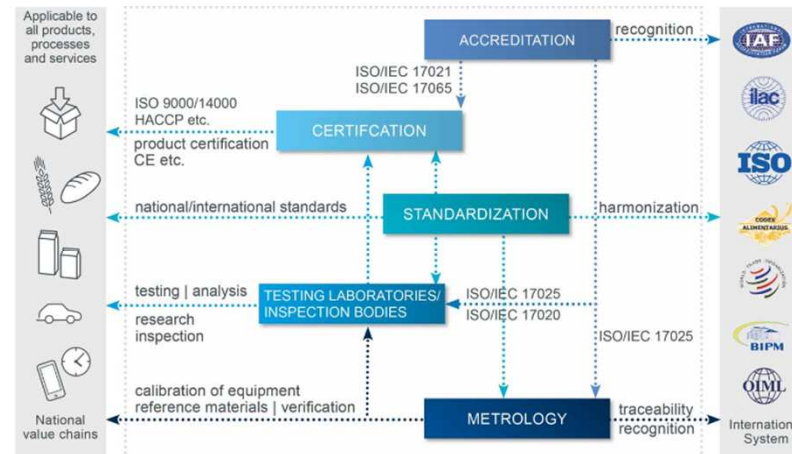 Applicable to
all products,
processes
and services
National
value chains
ACCREDITATION
recognition
ISO/IEC 17021
ISO/IEC 17065
ISO 9000/14000
HACCP etc.
CERTIFCATION
product certification
CE etc.
national/international standards
STANDARDIZATION
harmonization
testing | analysis
TESTING LABORATORIES/
INSPECTION BODIES
ISO/IEC 17025
ISO/IEC 17020
research
inspection
ISO/IEC 17025
calibration of equipment
reference materials | verification
METROLOGY
traceability
recognition
IAF
ilac
ISO
CODEX
ALIMENTARIUS
WORLD TRADE ORGANIZATION
BIPM
OIML
Internation
System